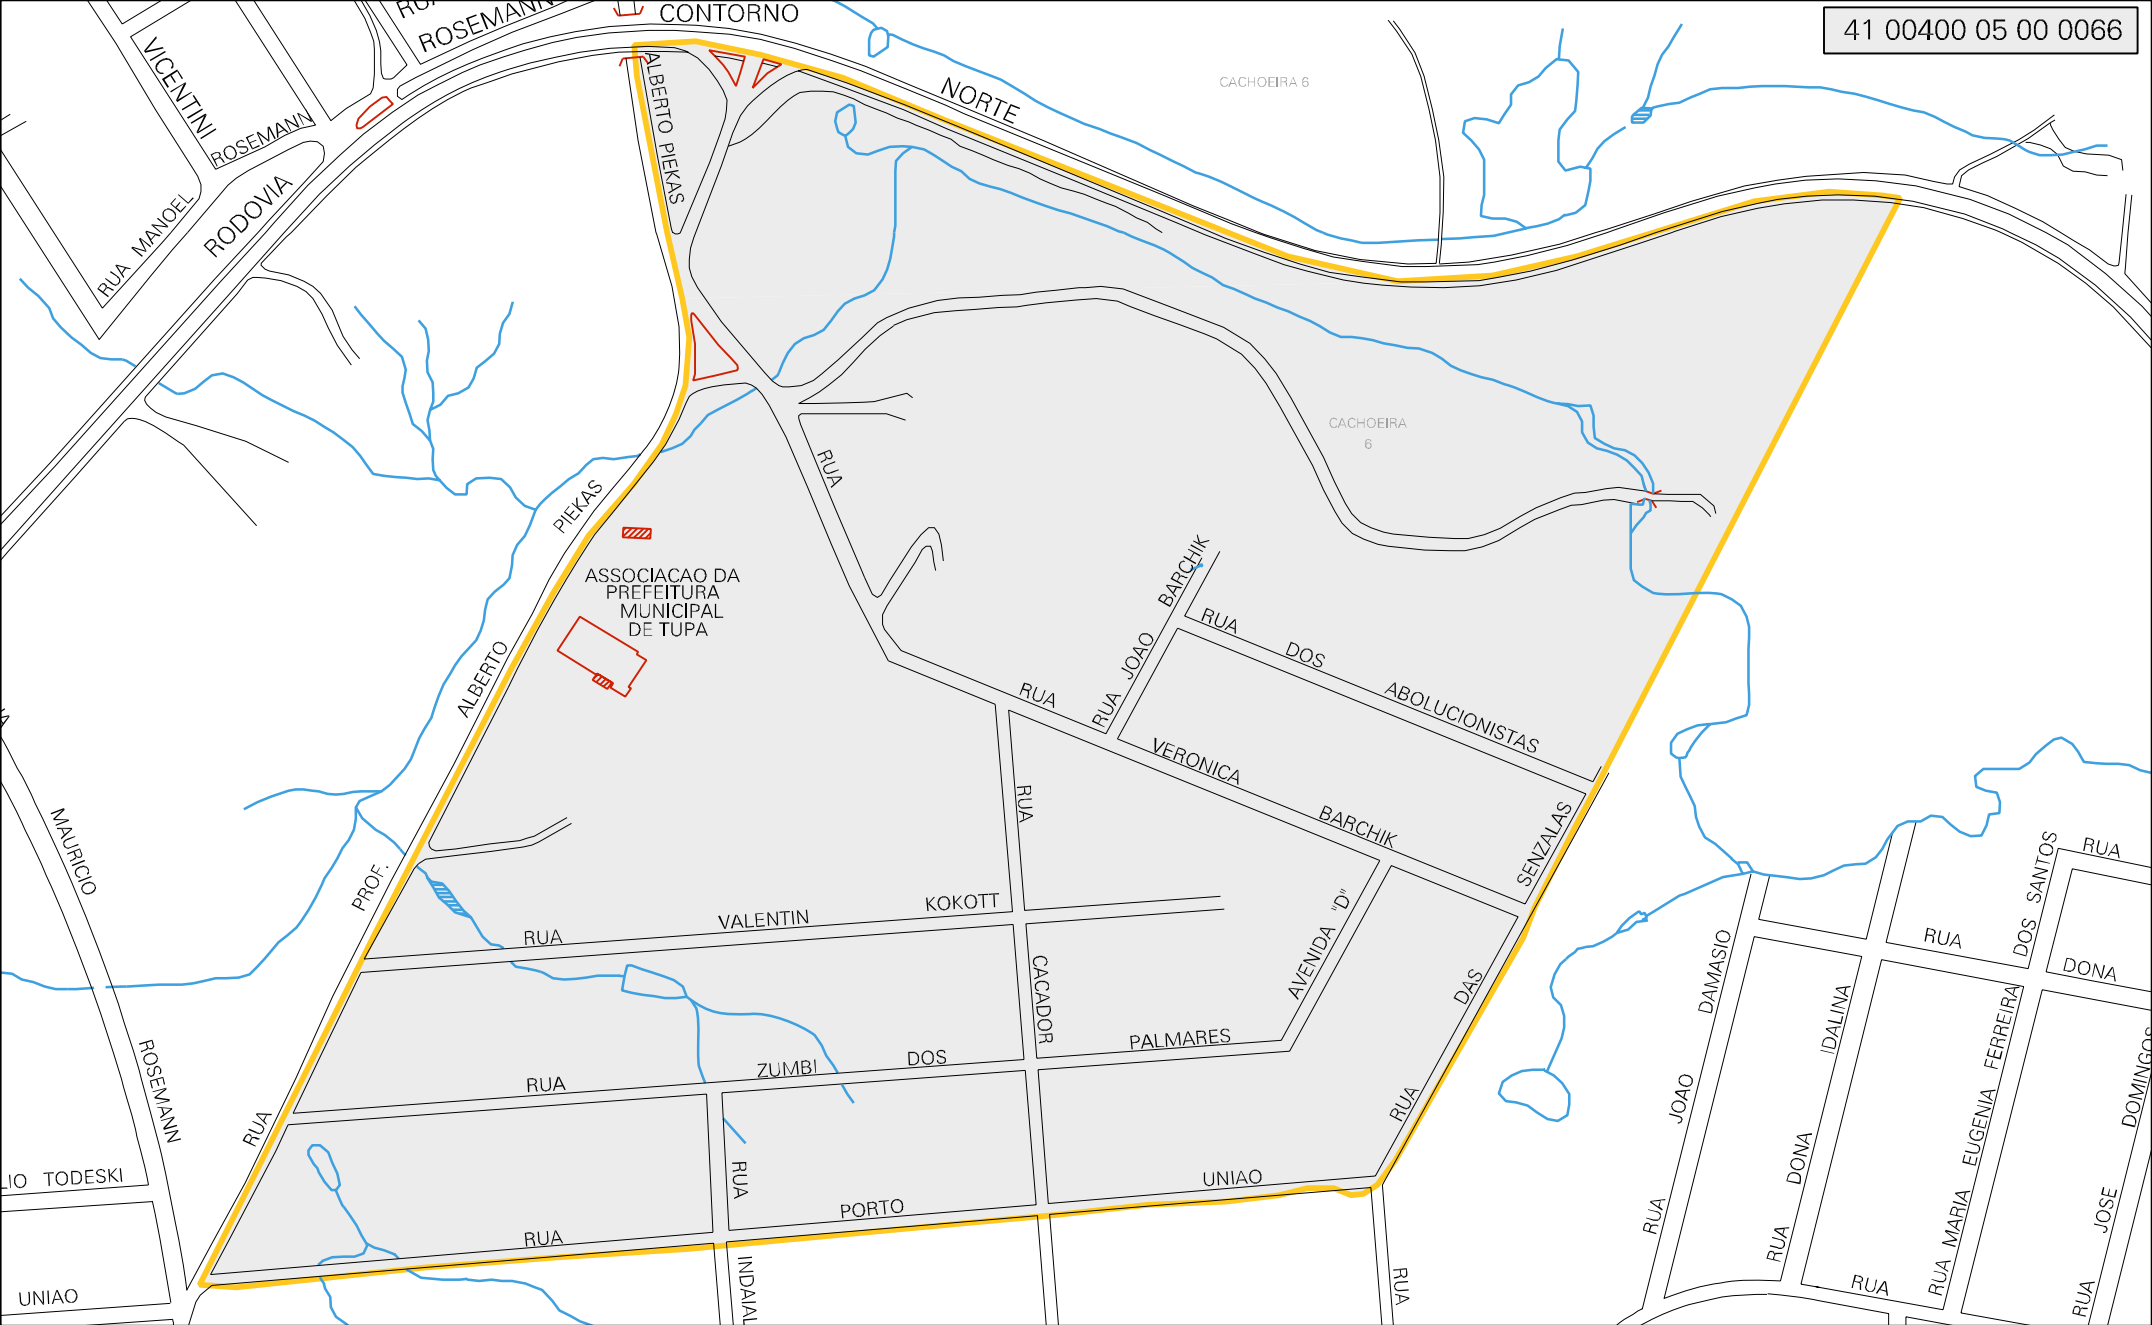 41 00400 05 00 0066
ROSEMANN
CONTORNO
NORTE
CACHOEIRA 6
VICENTINI
ROSEMANN
RUA MANOEL
RODOVIA
ALBERTO PIEKAS
CACHOEIRA
6
RUA
PIEKAS
ASSOCIACAO DA
PREFEITURA
MUNICIPAL
DE TUPA
ALBERTO
PROF.
RUA
RUA JOAO BARCHIK
RUA DOS ABOLUCIONISTAS
RUA VERONICA BARCHIK
RUA DAS SENZALAS
AVENIDA "D"
RUA CACADOR
RUA VALENTIN KOKOTT
RUA ZUMBI DOS PALMARES
RUA PORTO UNIAO
RUA INDAIAL
RUA
MAURICIO ROSEMANN
LIO TODESKI
UNIAO
RUA JOAO DAMASIO
RUA DONA IDALINA
RUA MARIA EUGENIA FERREIRA
DOS SANTOS
RUA
RUA DONA
RUA
RUA JOSE DOMINGOS